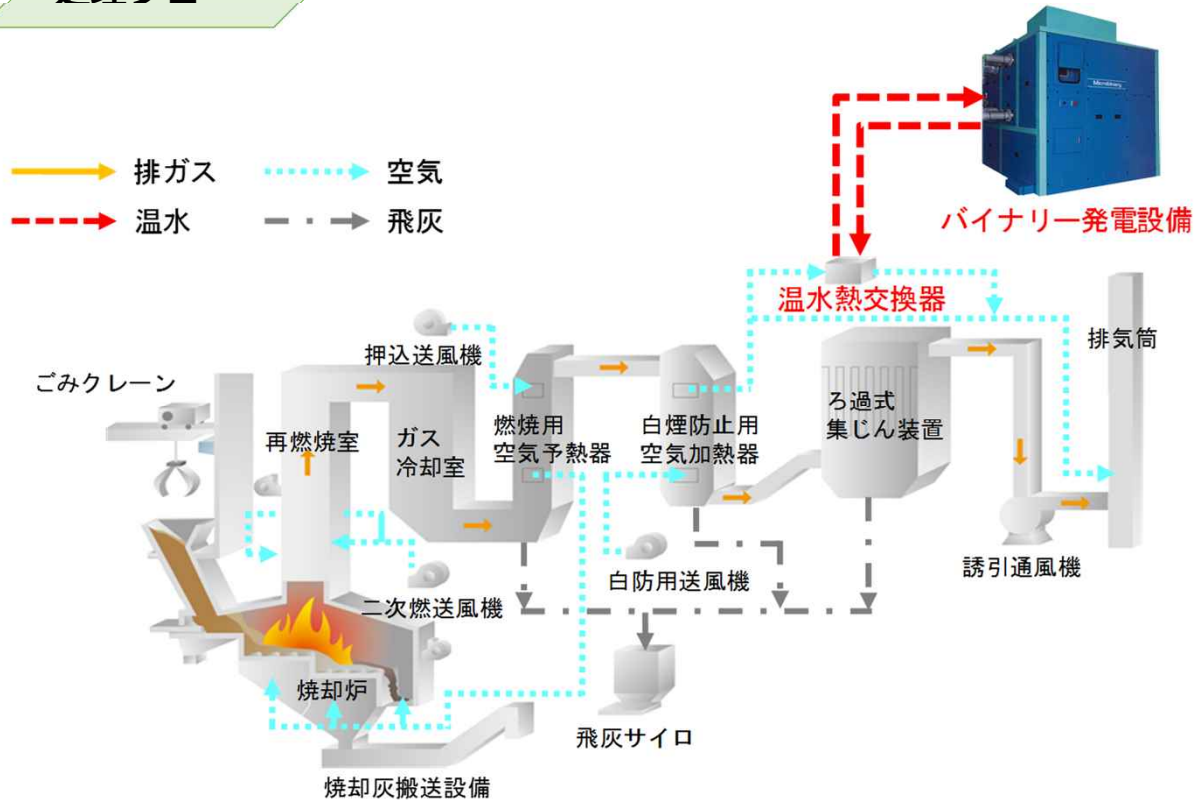 排ガス
空気
温水
飛灰
バイナリー発電設備
温水熱交換器
排気筒
押込送風機
ごみクレーン
再燃焼室
ガス
冷却室
燃焼用
空気予熱器
白煙防止用
空気加熱器
ろ過式
集じん装置
誘引通風機
白防用送風機
二次燃送風機
焼却炉
飛灰サイロ
焼却灰搬送設備